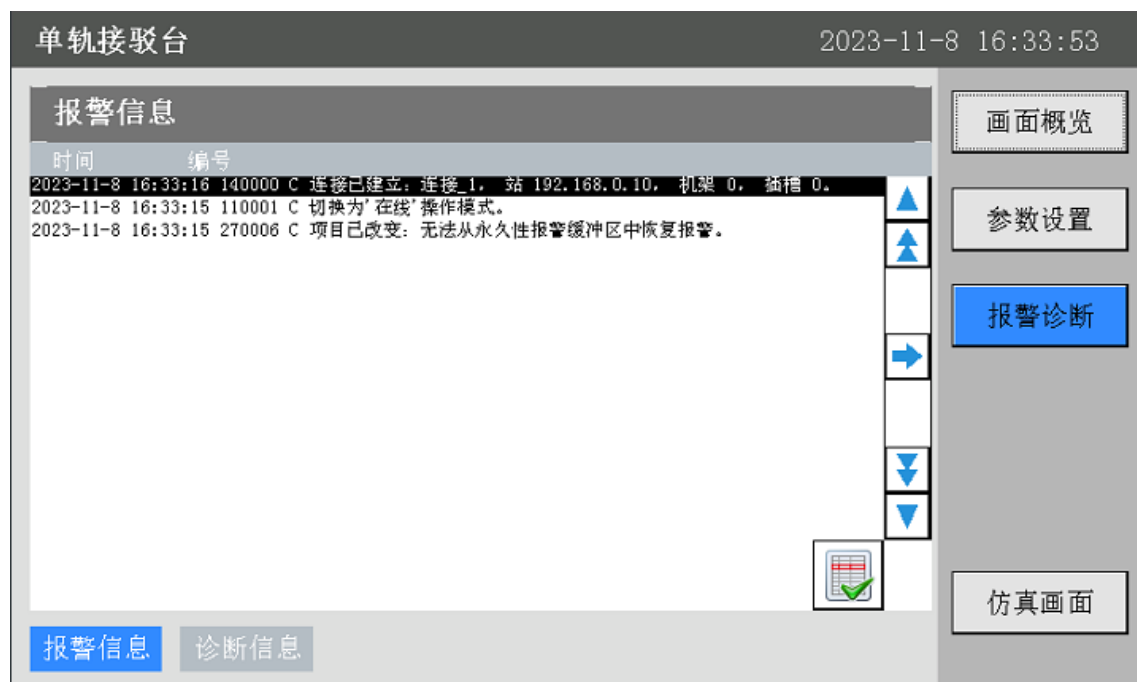 单轨接驳台 2023-11-8 16:33:53
报警信息
时间 编号
2023-11-8 16:33:16 140000 C 连接已建立: 连接_1, 站 192.168.0.10, 机架 0, 插槽 0。
2023-11-8 16:33:15 110001 C 切换为'在线'操作模式。
2023-11-8 16:33:15 270006 C 项目已改变: 无法从永久性报警缓冲区中恢复报警。
画面概览
参数设置
报警诊断
仿真画面
报警信息 诊断信息